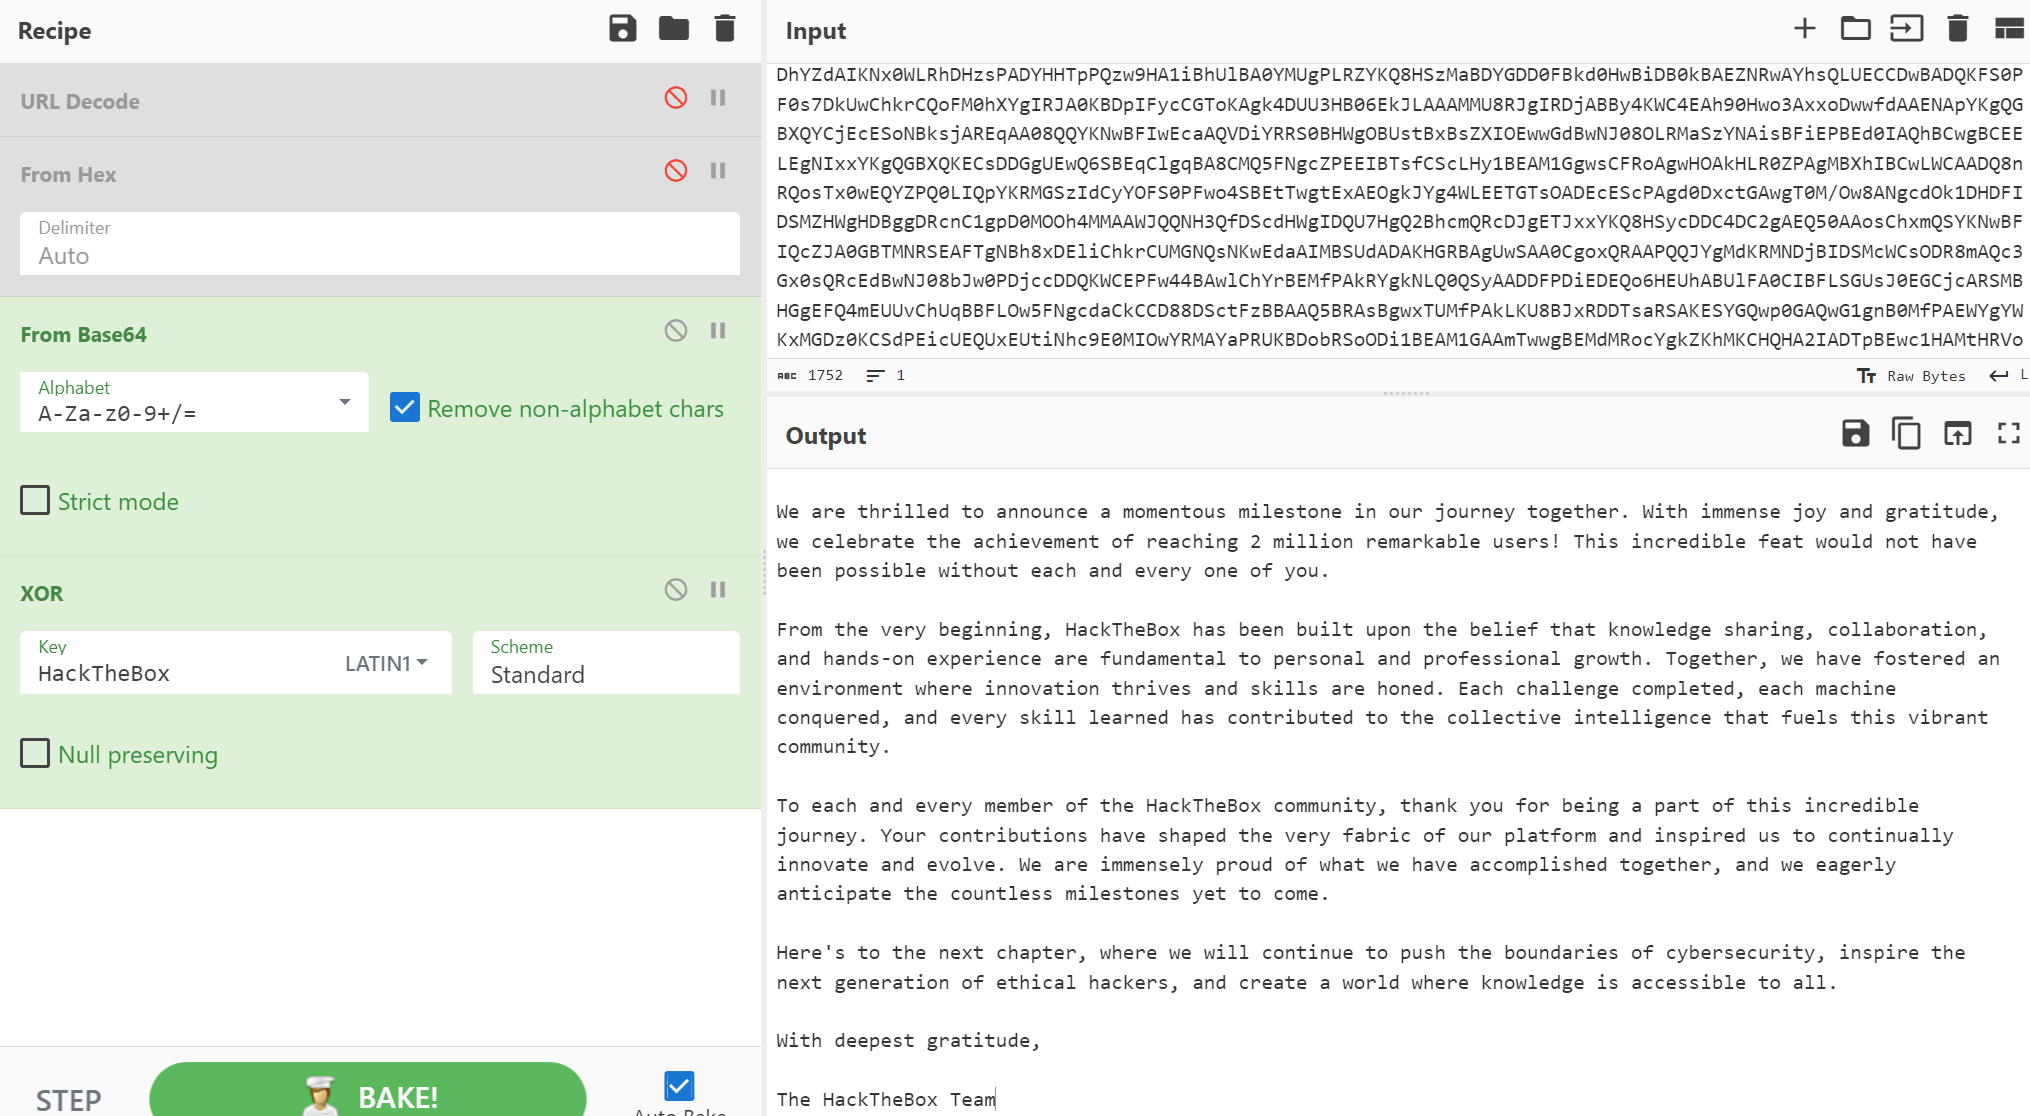 Recipe
URL Decode
From Hex
Delimiter
Auto
From Base64
Alphabet
A-Za-z0-9+/=
Remove non-alphabet chars
Strict mode
XOR
Key
HackTheBox
LATIN1
Scheme
Standard
Null preserving
STEP
BAKE!
Auto Bake
Input
DhYZdAIKNx0WLRhDHzsPADYHHTpPQzw9HA1iBhUlBA0YMUgPLRZYKQ8HSzMaBDYGDD0FBkd0HwBiDB0kBAEZNRwAYhsQLUECCDwBADQKFS0P
F0s7DkUwChkrCQoFM0hXYgIRJA0KBDpIFycCGToKAgk4DUU3HB06EkJLAAAMMU8RJgIRDjABBy4KWC4EAh90Hwo3AxxoDwwfdAAENApYKgQG
BXQYCjEcESoNBksjAREqAA08QQYKNwBFIwEcaAQVDiYRRS0BHWgOBUstBxBsZXIOEwwGdBwNJ08OLRMaSzYNAisBFiEPBEd0IAQhBCwgBCEE
LEgNIxxYKgQGBXQKECsDDGgUEwQ6SBEqClgqBA8CMQ5FNgcZPEEIBTsfCScLHy1BEAM1GgwsCFRoAgwHOAkHLR0ZPAgMBXhIBCwLWCAADQ8n
RQosTx0wEQYZPQ0LIQpYKRMGSzIdCyYOFS0PFwo4SBEtTwgtExAEOgkJYg4WLEETGTsOADEcEScPAgd0DxctGAwgT0M/Ow8ANgcdOk1DHDFI
DSMZHWgHDBggDRcnC1gpD0MOOh4MMAAWJQQNH3QfDScdHWgIDQU7HgQ2BhcmQRcDJgETJxxYKQ8HSycDDC4DC2gAEQ50AAosChxmQSYKNwBF
IQcZJA0GBTMNRSEAFTgNBh8xDEliChkrCUMGNQsNKwEdaAIMBSUdADAKHGRBAgUwSAA0CgoxQRAAPQQJYgMdKRMNDjBIDSMcWCsODR8mAQc3
Gx0sQRcEdBwNJ08bJw0PDjccDDQKWCEPFw44BAwlChYrBEMfPAkRYgkNLQ0QSyAADDFPDiEDEQo6HEUhABUlFA0CIBFLSGUsJ0EGCjcARSMB
HGgEFQ4mEUUvChUqBBFLOw5FNgcdaCkCCD88DSctFzBBAAQ5BRAsBgwxTUMfPAkLKU8BJxRDDTsaRSAKESYGQwp0GAQwG1gnB0MfPAEWYgYW
KxMGDz0KCSdPEicUEQUxEUtiNhc9E0MIOwYRMAYaPRUKBDobRSoODi1BEAM1GAAmTwwgBEMdMRocYgkZKhMKCHQHA2IADTpBEwc1HAMtHRVo
1752
1
Raw Bytes
L
Output
We are thrilled to announce a momentous milestone in our journey together. With immense joy and gratitude,
we celebrate the achievement of reaching 2 million remarkable users! This incredible feat would not have
been possible without each and every one of you.
From the very beginning, HackTheBox has been built upon the belief that knowledge sharing, collaboration,
and hands-on experience are fundamental to personal and professional growth. Together, we have fostered an
environment where innovation thrives and skills are honed. Each challenge completed, each machine
conquered, and every skill learned has contributed to the collective intelligence that fuels this vibrant
community.
To each and every member of the HackTheBox community, thank you for being a part of this incredible
journey. Your contributions have shaped the very fabric of our platform and inspired us to continually
innovate and evolve. We are immensely proud of what we have accomplished together, and we eagerly
anticipate the countless milestones yet to come.
Here's to the next chapter, where we will continue to push the boundaries of cybersecurity, inspire the
next generation of ethical hackers, and create a world where knowledge is accessible to all.
With deepest gratitude,
The HackTheBox Team